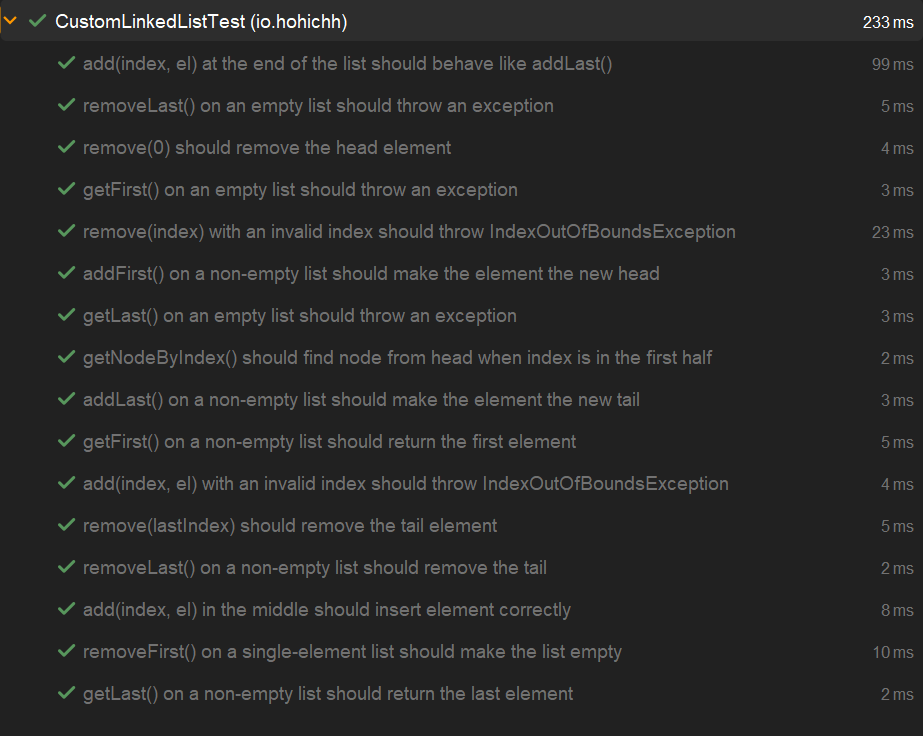 CustomLinkedListTest (io.hohichh) 233 ms
add(index, el) at the end of the list should behave like addLast() 99 ms
removeLast() on an empty list should throw an exception 5 ms
remove(0) should remove the head element 4 ms
getFirst() on an empty list should throw an exception 3 ms
remove(index) with an invalid index should throw IndexOutOfBoundsException 23 ms
addFirst() on a non-empty list should make the element the new head 3 ms
getLast() on an empty list should throw an exception 3 ms
getNodeByIndex() should find node from head when index is in the first half 2 ms
addLast() on a non-empty list should make the element the new tail 3 ms
getFirst() on a non-empty list should return the first element 5 ms
add(index, el) with an invalid index should throw IndexOutOfBoundsException 4 ms
remove(lastIndex) should remove the tail element 5 ms
removeLast() on a non-empty list should remove the tail 2 ms
add(index, el) in the middle should insert element correctly 8 ms
removeFirst() on a single-element list should make the list empty 10 ms
getLast() on a non-empty list should return the last element 2 ms